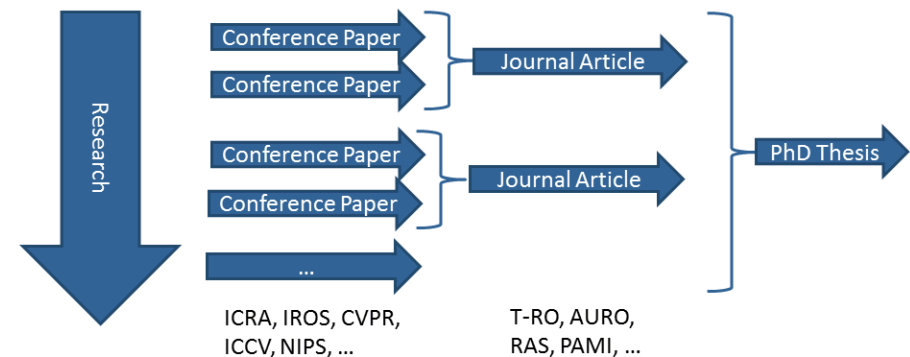 Research
Conference Paper
Conference Paper
Journal Article
Conference Paper
Conference Paper
Journal Article
...
PhD Thesis
ICRA, IROS, CVPR,
ICCV, NIPS, ...
T-RO, AURO,
RAS, PAMI, ...